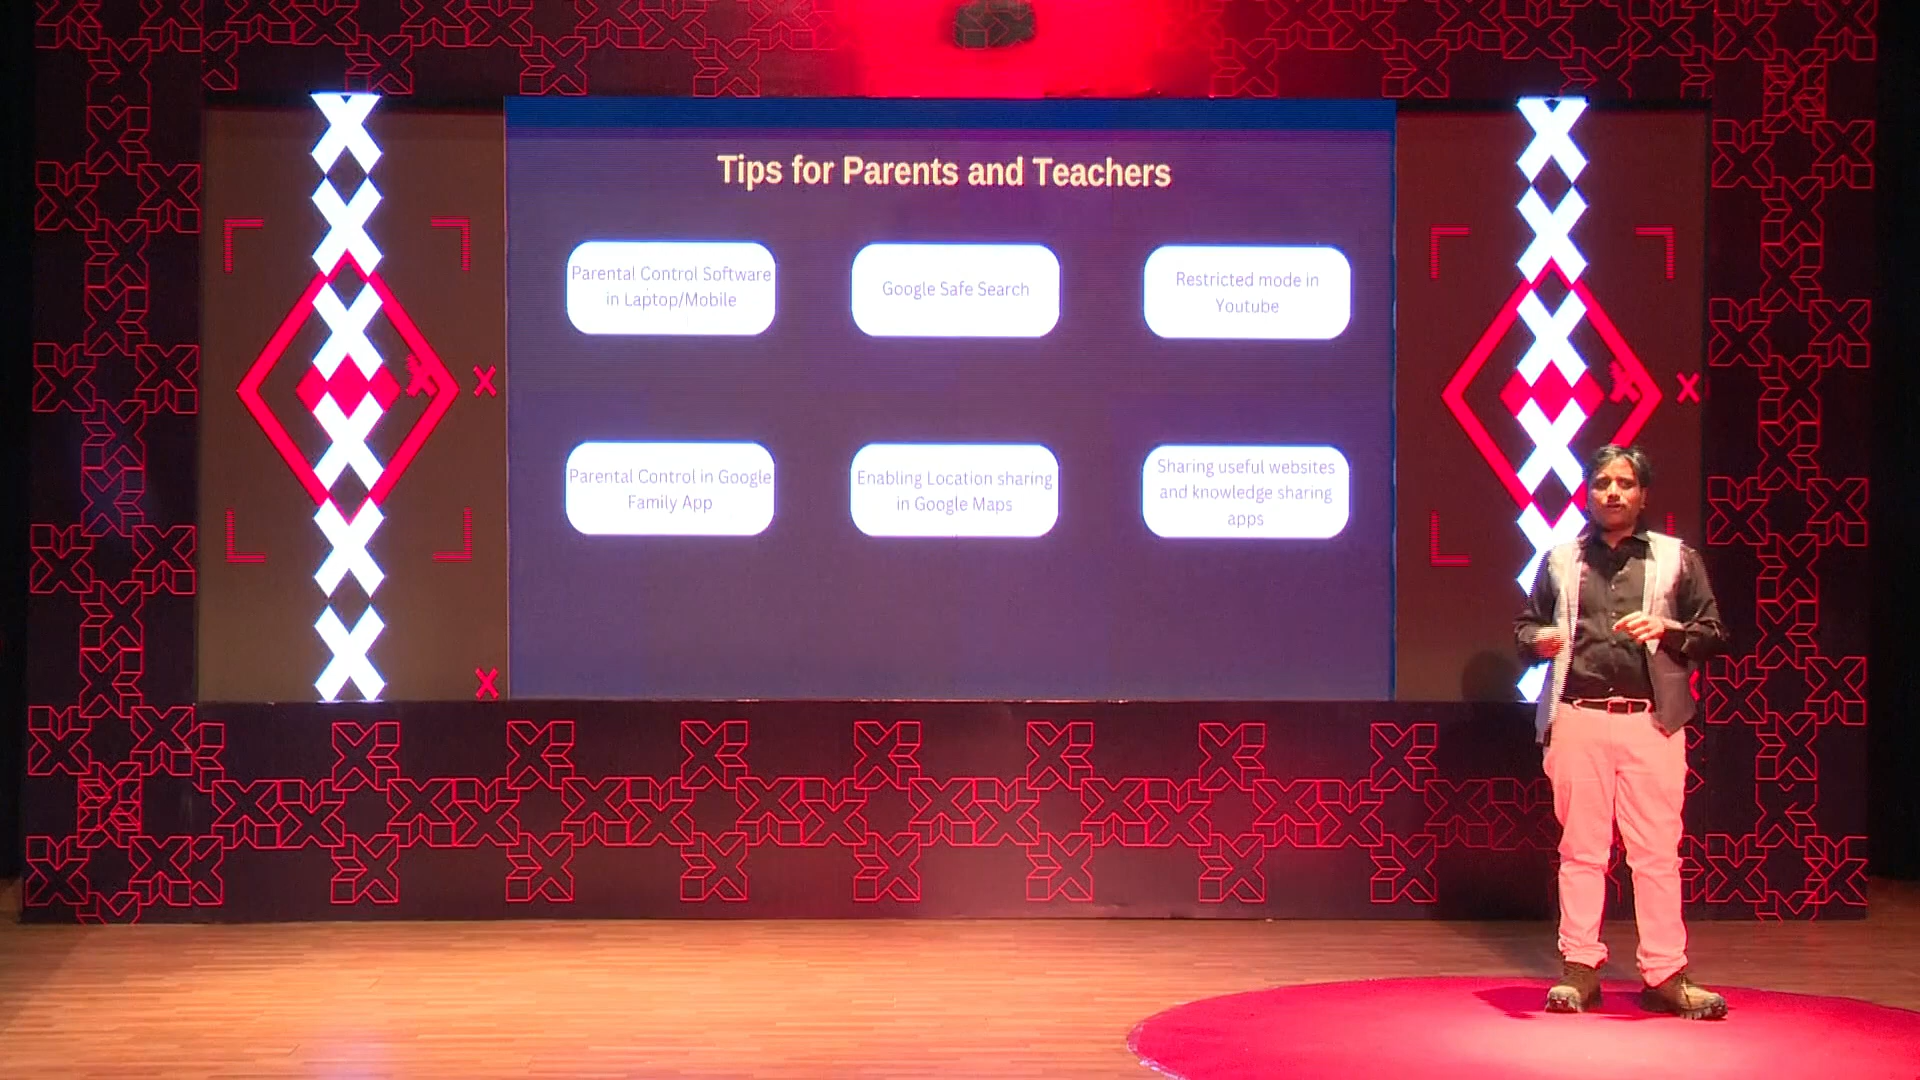 Tips for Parents and Teachers
Parental Control Software
in Laptop/Mobile
Google Safe Search
Restricted mode in
Youtube
Parental Control in Google
Family App
Enabling Location sharing
in Google Maps
Sharing useful websites
and knowledge sharing
apps